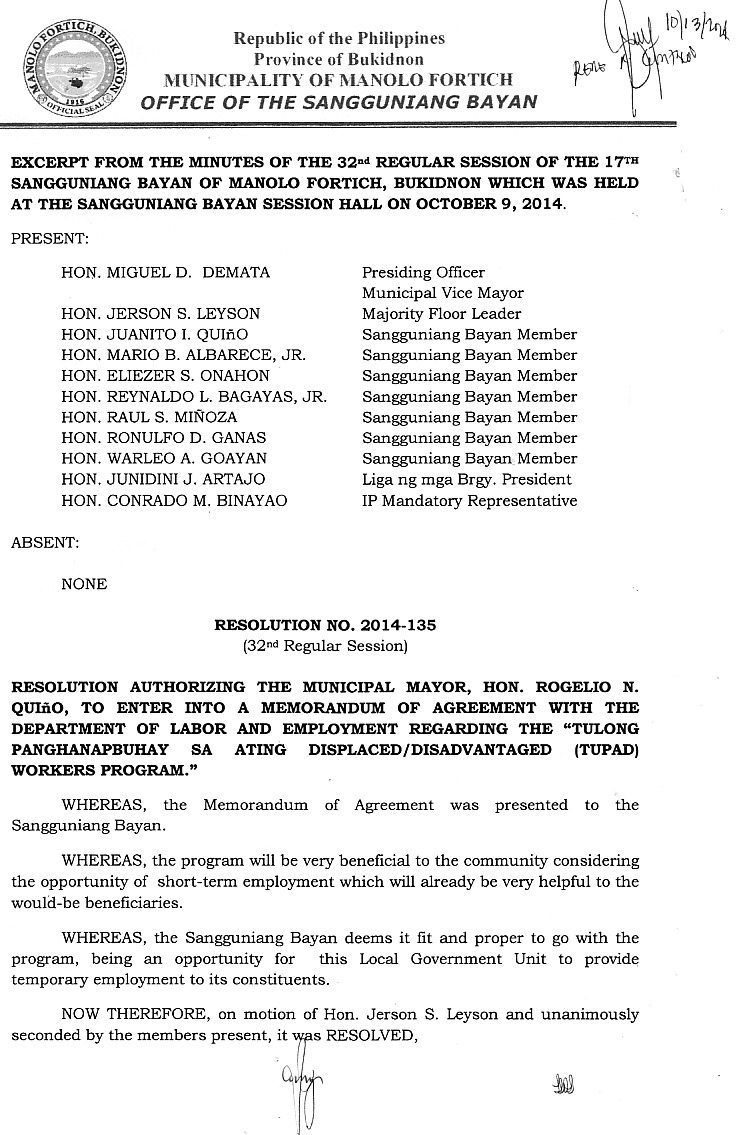 MANOLO FORTICH, BUKIDNON
1916
OFFICIAL SEAL
Republic of the Philippines
Province of Bukidnon
MUNICIPALITY OF MANOLO FORTICH
OFFICE OF THE SANGGUNIANG BAYAN
EXCERPT FROM THE MINUTES OF THE 32nd REGULAR SESSION OF THE 17TH
SANGGUNIANG BAYAN OF MANOLO FORTICH, BUKIDNON WHICH WAS HELD
AT THE SANGGUNIANG BAYAN SESSION HALL ON OCTOBER 9, 2014.
PRESENT:
HON. MIGUEL D. DEMATA Presiding Officer
Municipal Vice Mayor
HON. JERSON S. LEYSON Majority Floor Leader
HON. JUANITO I. QUIñO Sangguniang Bayan Member
HON. MARIO B. ALBARECE, JR. Sangguniang Bayan Member
HON. ELIEZER S. ONAHON Sangguniang Bayan Member
HON. REYNALDO L. BAGAYAS, JR. Sangguniang Bayan Member
HON. RAUL S. MIÑOZA Sangguniang Bayan Member
HON. RONULFO D. GANAS Sangguniang Bayan Member
HON. WARLEO A. GOAYAN Sangguniang Bayan Member
HON. JUNIDINI J. ARTAJO Liga ng mga Brgy. President
HON. CONRADO M. BINAYAO IP Mandatory Representative
ABSENT:
NONE
RESOLUTION NO. 2014-135
(32nd Regular Session)
RESOLUTION AUTHORIZING THE MUNICIPAL MAYOR, HON. ROGELIO N.
QUIñO, TO ENTER INTO A MEMORANDUM OF AGREEMENT WITH THE
DEPARTMENT OF LABOR AND EMPLOYMENT REGARDING THE “TULONG
PANGHANAPBUHAY SA ATING DISPLACED/DISADVANTAGED (TUPAD)
WORKERS PROGRAM.”
WHEREAS, the Memorandum of Agreement was presented to the
Sangguniang Bayan.
WHEREAS, the program will be very beneficial to the community considering
the opportunity of short-term employment which will already be very helpful to the
would-be beneficiaries.
WHEREAS, the Sangguniang Bayan deems it fit and proper to go with the
program, being an opportunity for this Local Government Unit to provide
temporary employment to its constituents.
NOW THEREFORE, on motion of Hon. Jerson S. Leyson and unanimously
seconded by the members present, it was RESOLVED,